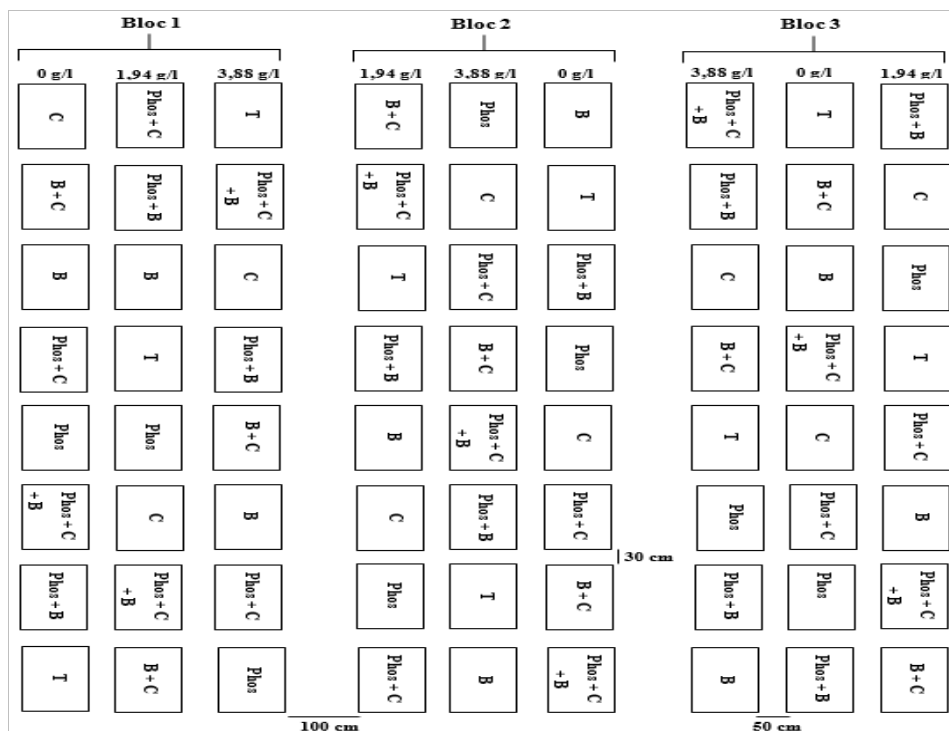 Bloc 1 Bloc 2 Bloc 3
0 g/l 1,94 g/l 3,88 g/l 1,94 g/l 3,88 g/l 0 g/l 3,88 g/l 0 g/l 1,94 g/l
C Phos + C T B + C Phos B Phos + C + B T Phos + B
B + C Phos + B Phos + C + B Phos + C + B C T Phos + B B + C C
B B C T Phos + C Phos + B C B Phos
Phos + C T Phos + B Phos + B B + C Phos B + C Phos + C + B T
Phos Phos B + C B Phos + C + B C T C Phos + C
Phos + C + B C B C Phos + B Phos + C Phos Phos + C B
30 cm
Phos + B Phos + C + B Phos + C Phos T B + C Phos + B Phos Phos + C + B
T B + C Phos Phos + C B Phos + C + B B Phos + B B + C
100 cm 50 cm